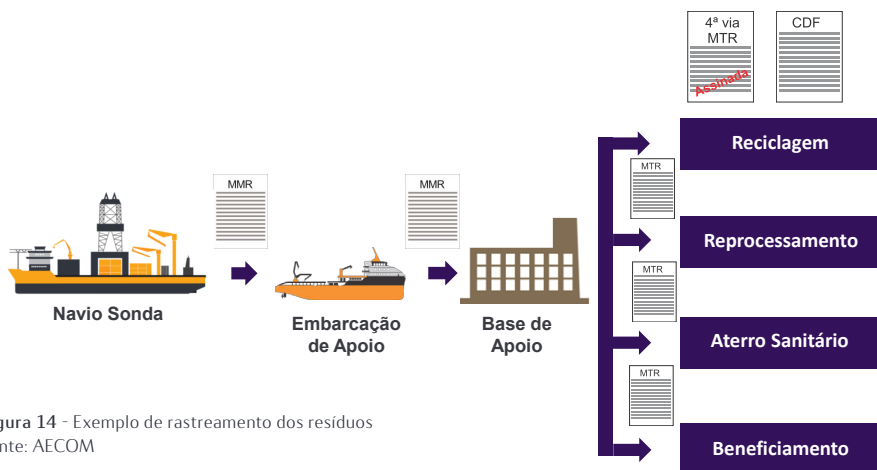 4ª via
MTR
Assinada
CDF
Reciclagem
MMR
MMR
MTR
Reprocessamento
MTR
Navio Sonda
Embarcação
de Apoio
Base de
Apoio
Aterro Sanitário
MTR
gura 14 - Exemplo de rastreamento dos resíduos
nte: AECOM
Beneficiamento